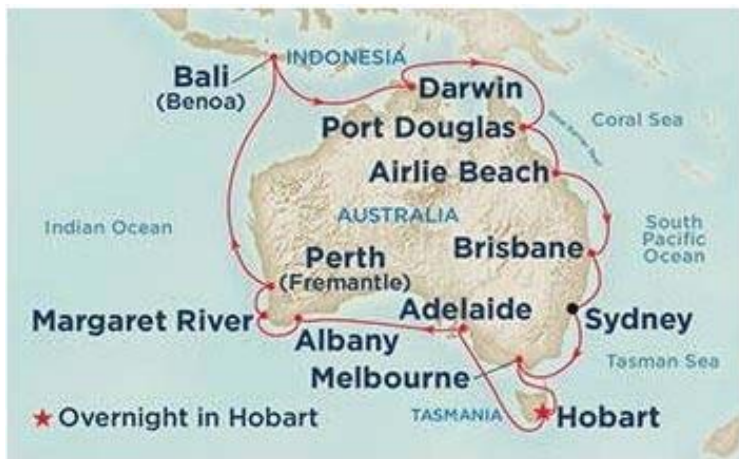 INDONESIA
Bali
(Benoa)
Darwin
Port Douglas
Coral Sea
Airlie Beach
AUSTRALIA
Indian Ocean
South
Pacific
Ocean
Brisbane
Perth
(Fremantle)
Margaret River
Adelaide
Sydney
Albany
Melbourne
Tasman Sea
★ Overnight in Hobart
TASMANIA
Hobart